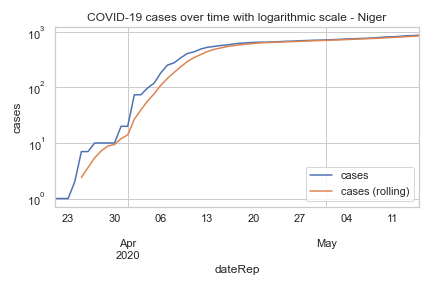 COVID-19 cases over time with logarithmic scale - Niger
10³
10²
10¹
10⁰
cases
cases
cases (rolling)
23 30 06 13 20 27 04 11
Apr May
2020
dateRep